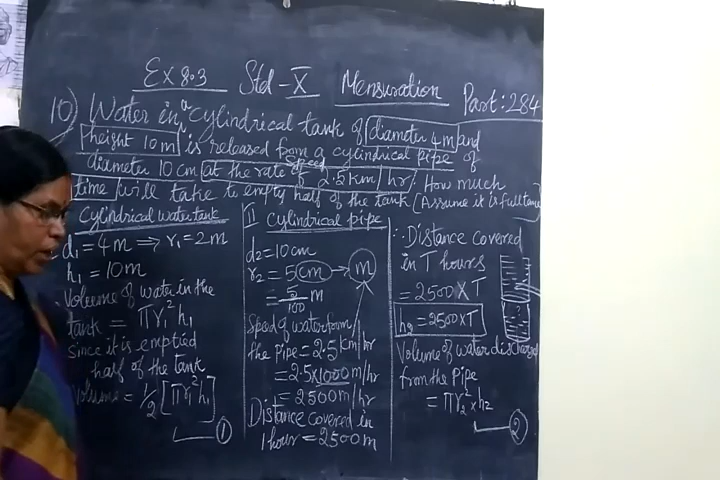 Ex 8.3 Std - X Mensuration Part: 284
10) Water in a cylindrical tank of diameter 4 m and
height 10 m is released from a cylindrical pipe of
diameter 10 cm at the rate of speed 2.5 km/hr. How much
time will take to empty half of the tank [Assume it is full tank]
Cylindrical water tank
d₁ = 4 m ⇒ r₁ = 2 m
h₁ = 10 m
Volume of water in the
tank = πr₁² h₁
Since it is emptied
half of the tank
Volume = 1/2 [πr₁² h₁]
①
II Cylindrical pipe
d₂ = 10 cm
r₂ = 5 cm → m
= 5/100 m
Speed of water from
the pipe = 2.5 km/hr
= 2.5 × 1000 m/hr
= 2500 m/hr
Distance covered in
1 hour = 2500 m
∴ Distance covered
in T hours
= 2500 × T
h₂ = 2500 × T
Volume of water discharged
from the pipe
= πr₂² × h₂
②